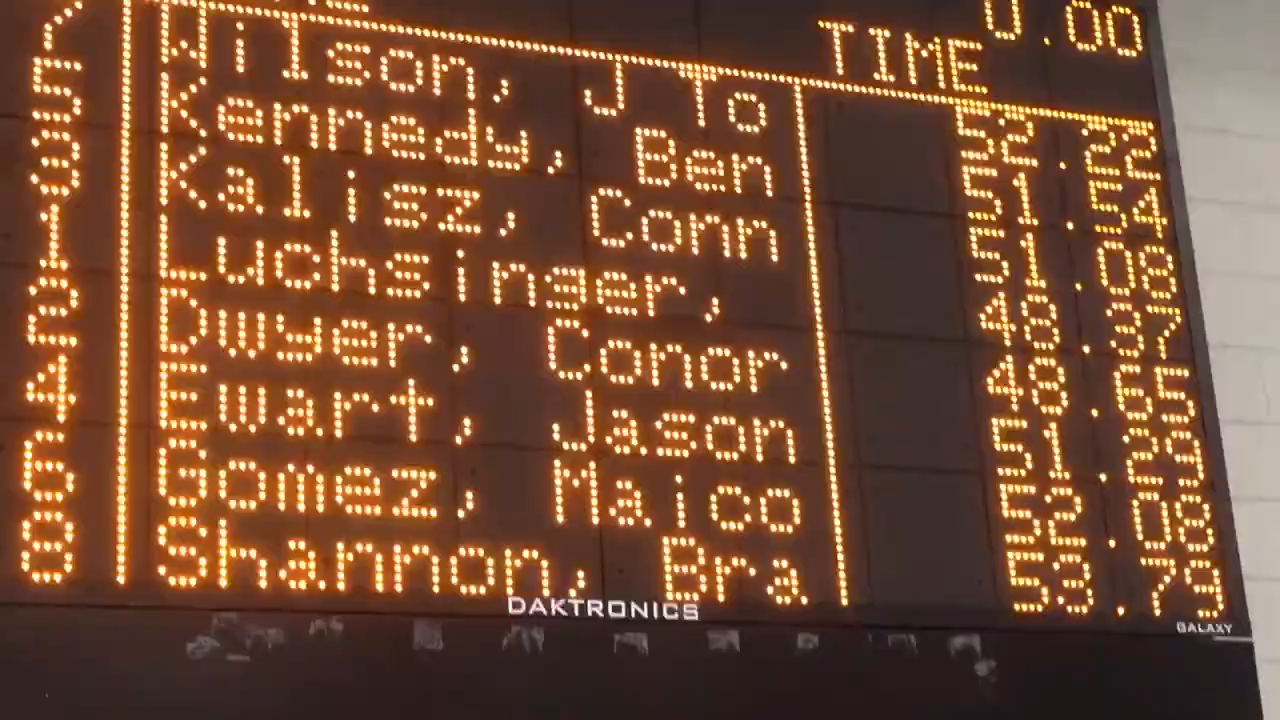 0.00
TIME
7 Wilson, J To 52.22
5 Kennedy, Ben 51.54
3 Kalisz, Conn 51.08
1 Luchsinger, 48.37
2 Dwyer, Conor 48.65
4 Ewart, Jason 51.29
6 Gomez, Maico 52.08
8 Shannon, Bra 53.79
DAKTRONICS
GALAXY